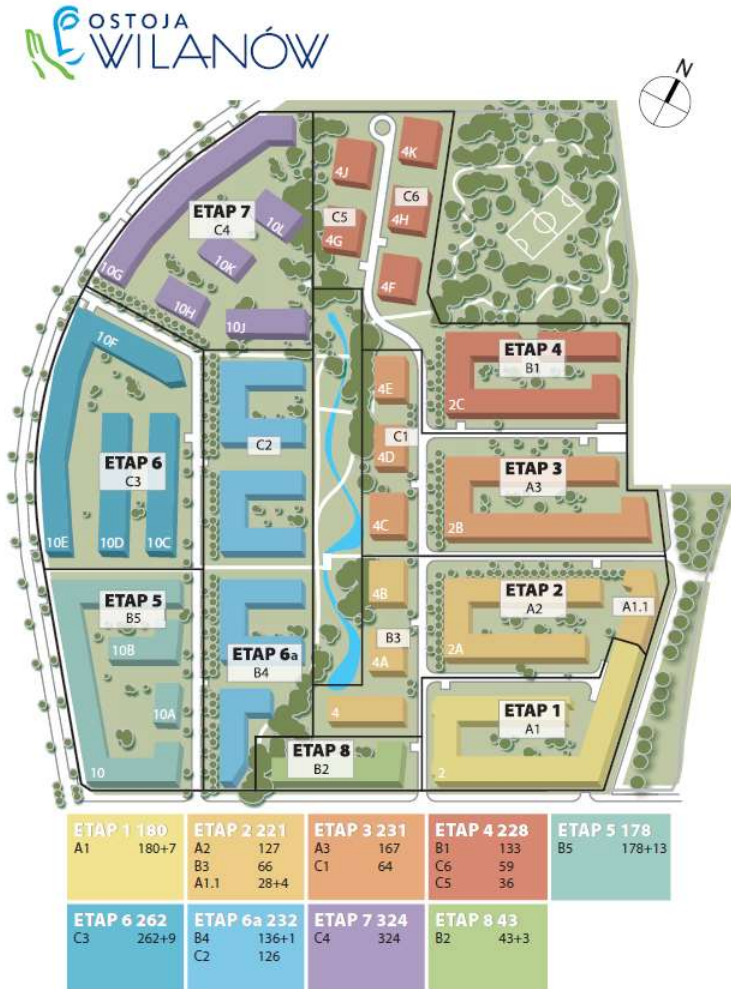 OSTOJA
WILANÓW
N
4K
4J
C6
ETAP 7
C4
10L
C5
4H
4G
10K
10G
4F
10H
10J
10F
ETAP 4
B1
4E
2C
C2
C1
4D
ETAP 6
C3
ETAP 3
A3
4C
2B
10E
10D
10C
4B
ETAP 2
A2
A1.1
ETAP 5
B5
B3
10B
ETAP 6a
B4
4A
2A
10A
4
ETAP 1
A1
ETAP 8
B2
10
2
ETAP 1 180
A1 180+7
ETAP 2 221
A2 127
B3 66
A1.1 28+4
ETAP 3 231
A3 167
C1 64
ETAP 4 228
B1 133
C6 59
C5 36
ETAP 5 178
B5 178+13
ETAP 6 262
C3 262+9
ETAP 6a 232
B4 136+1
C2 126
ETAP 7 324
C4 324
ETAP 8 43
B2 43+3